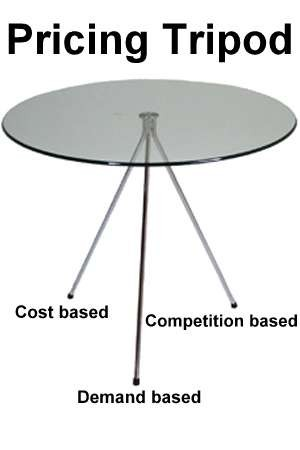 Pricing Tripod
Cost based
Competition based
Demand based